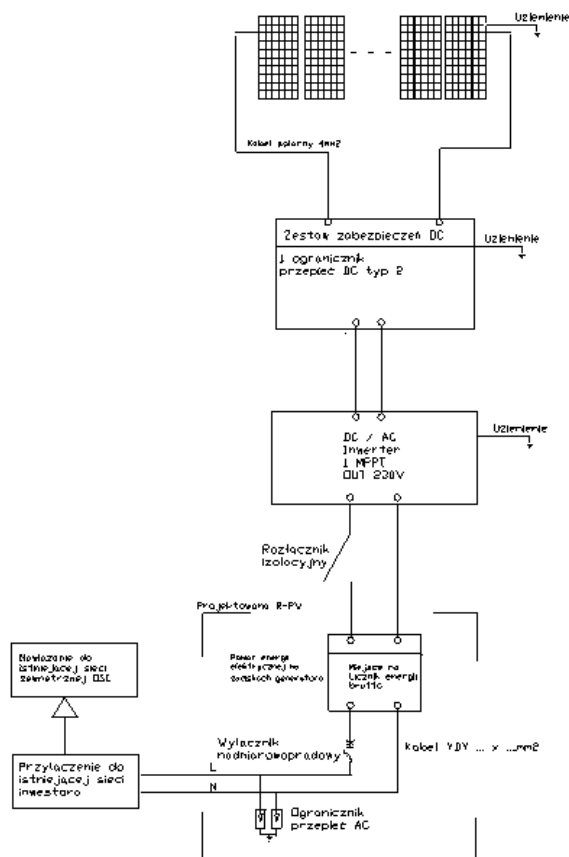 Uziemienie
Kabel solarny 4mm2
Zestaw zabezpieczeń DC
Uziemienie
1 ogranicznik
przepięć DC typ 2
DC / AC
Inwerter
1 MPPT
OUT 230V
Uziemienie
Rozłącznik
izolacyjny
Projektowana R-PV
Pomiar energii
elektrycznej na
zaciskach generatora
Miejsce na
licznik energii
brutto
Nawiązanie do
istniejącej sieci
zewnętrznej OSD
Wyłącznik
nadmiarowoprądowy
Kabel YDY ... x ...mm2
Przyłączenie do
istniejącej sieci
inwestora
L
N
Ogranicznik
przepięć AC